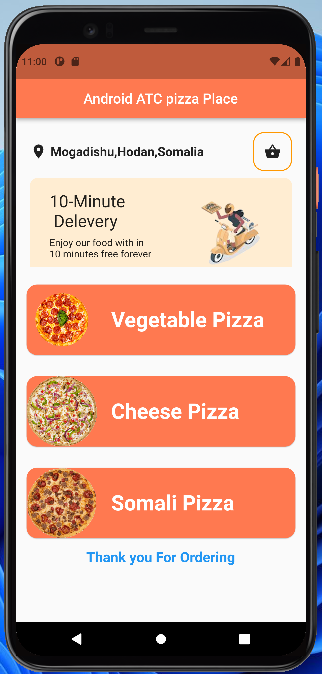 11:00
Android ATC pizza Place
Mogadishu,Hodan,Somalia
10-Minute
Delevery
Enjoy our food with in
10 minutes free forever
Vegetable Pizza
Cheese Pizza
Somali Pizza
Thank you For Ordering